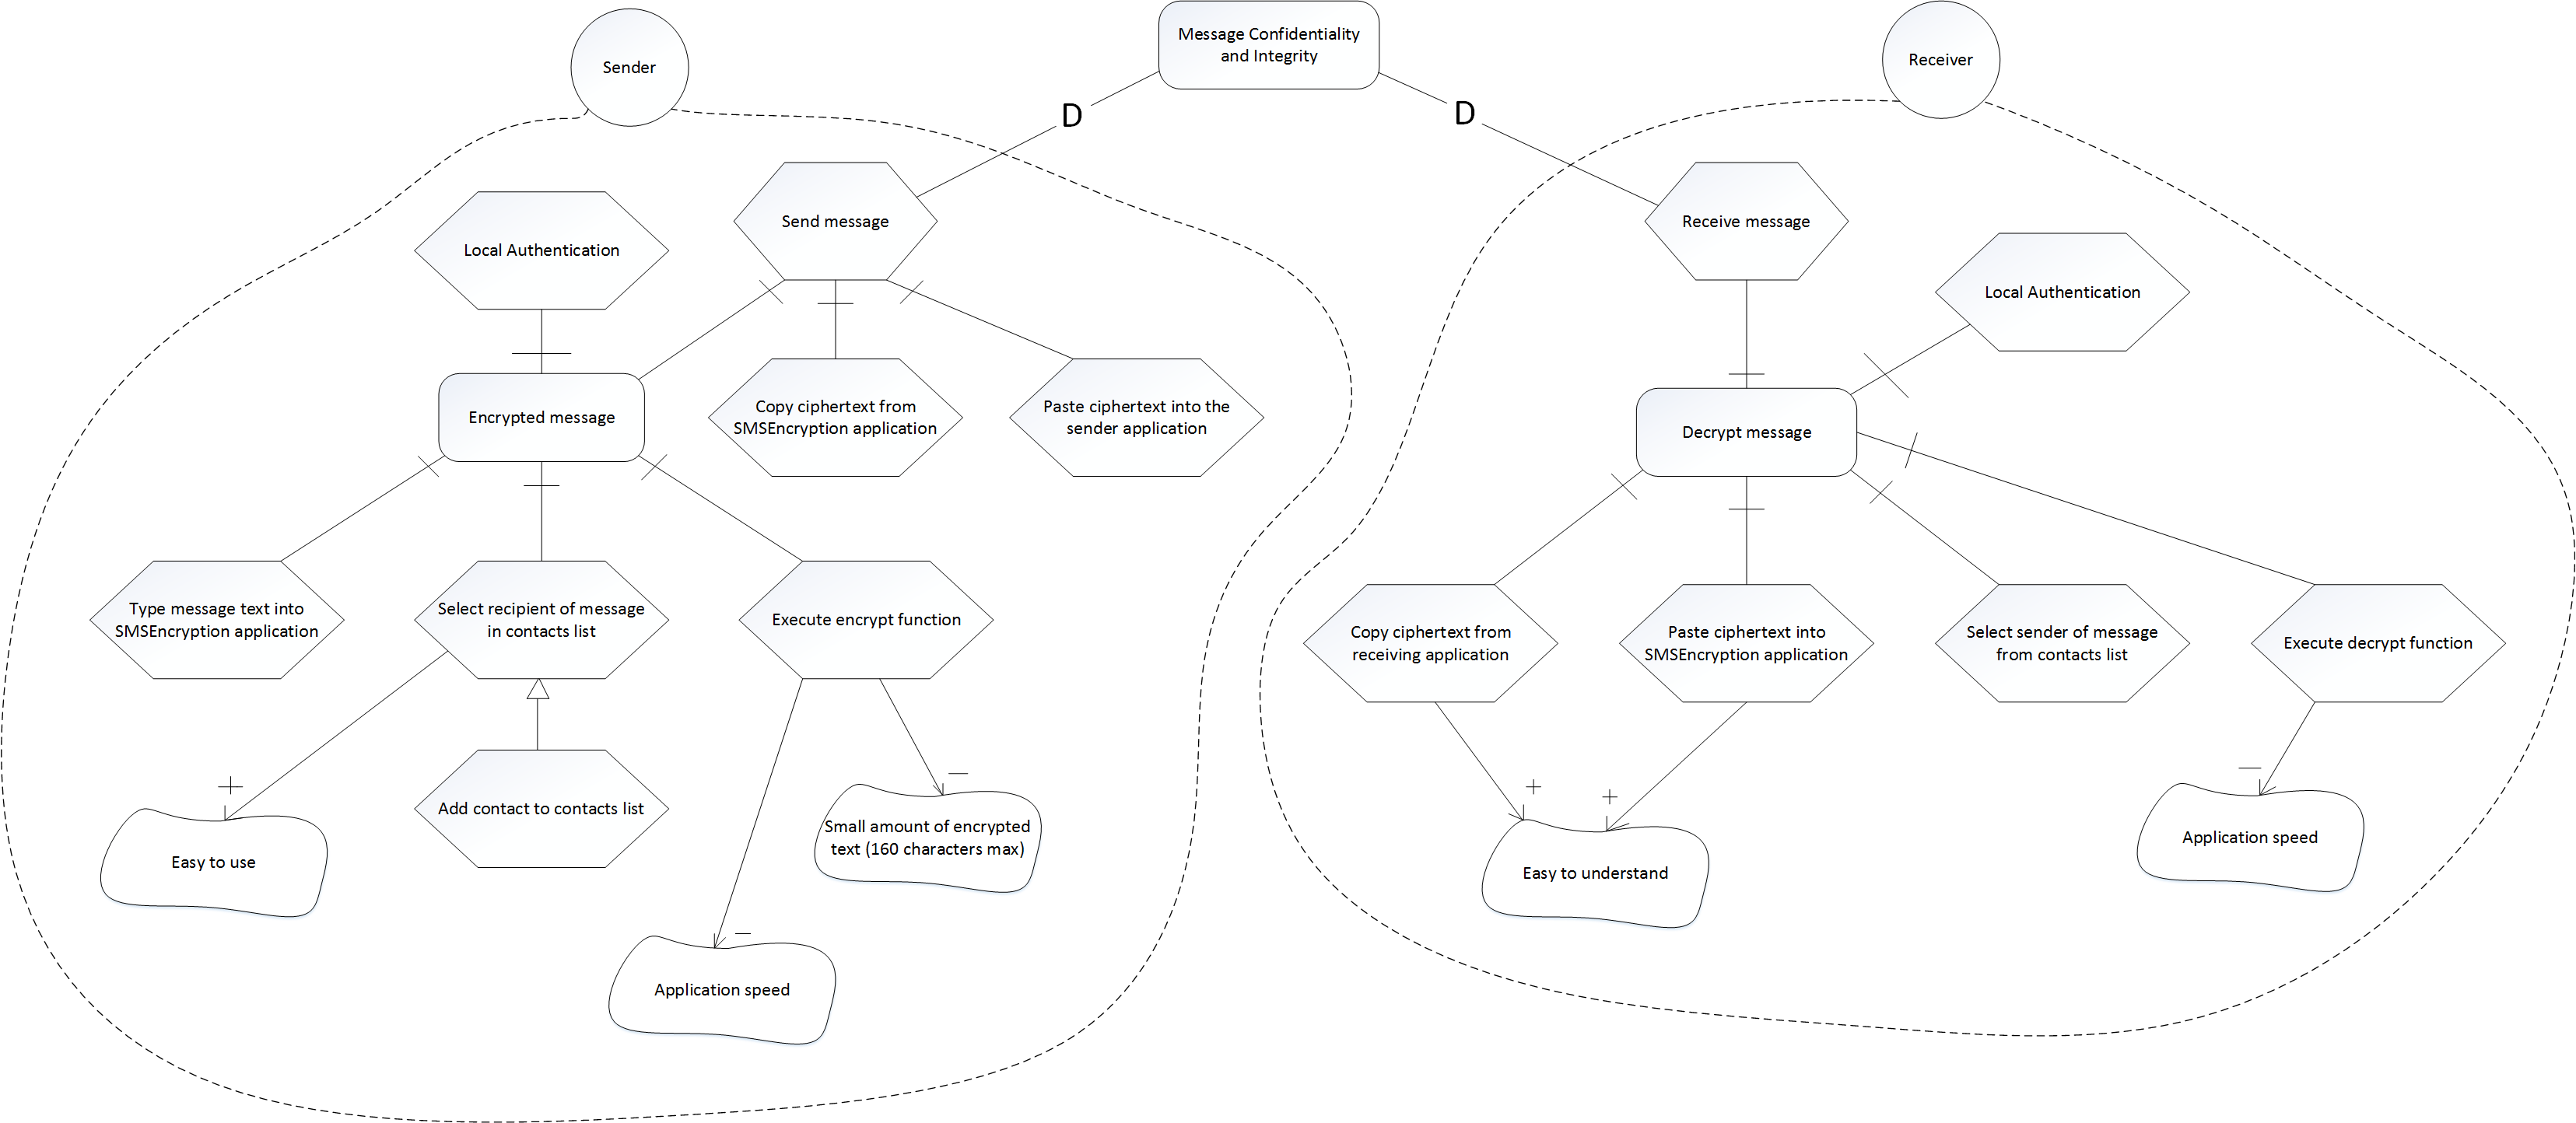 Sender
Message Confidentiality
and Integrity
Receiver
D
D
Send message
Receive message
Local Authentication
Local Authentication
Encrypted message
Copy ciphertext from
SMSEncryption application
Paste ciphertext into the
sender application
Decrypt message
Type message text into
SMSEncryption application
Select recipient of message
in contacts list
Execute encrypt function
Copy ciphertext from
receiving application
Paste ciphertext into
SMSEncryption application
Select sender of message
from contacts list
Execute decrypt function
+
Easy to use
Add contact to contacts list
—
Small amount of encrypted
text (160 characters max)
+
+
Easy to understand
—
Application speed
—
Application speed